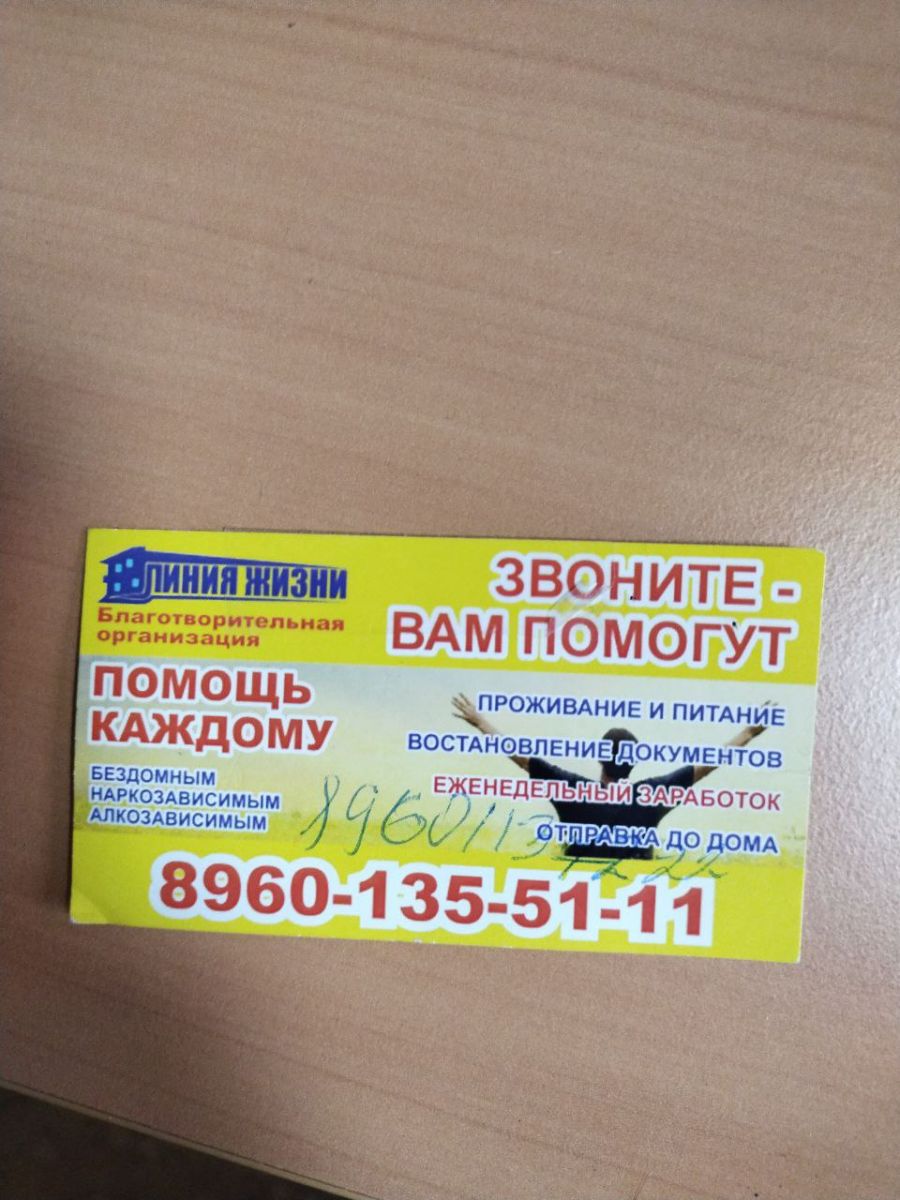 ЛИНИЯ ЖИЗНИ
Благотворительная
организация
ЗВОНИТЕ -
ВАМ ПОМОГУТ
ПОМОЩЬ
КАЖДОМУ
БЕЗДОМНЫМ
НАРКОЗАВИСИМЫМ
АЛКОЗАВИСИМЫМ
ПРОЖИВАНИЕ И ПИТАНИЕ
ВОСТАНОВЛЕНИЕ ДОКУМЕНТОВ
ЕЖЕНЕДЕЛЬНЫЙ ЗАРАБОТОК
ОТПРАВКА ДО ДОМА
8960-135-51-11